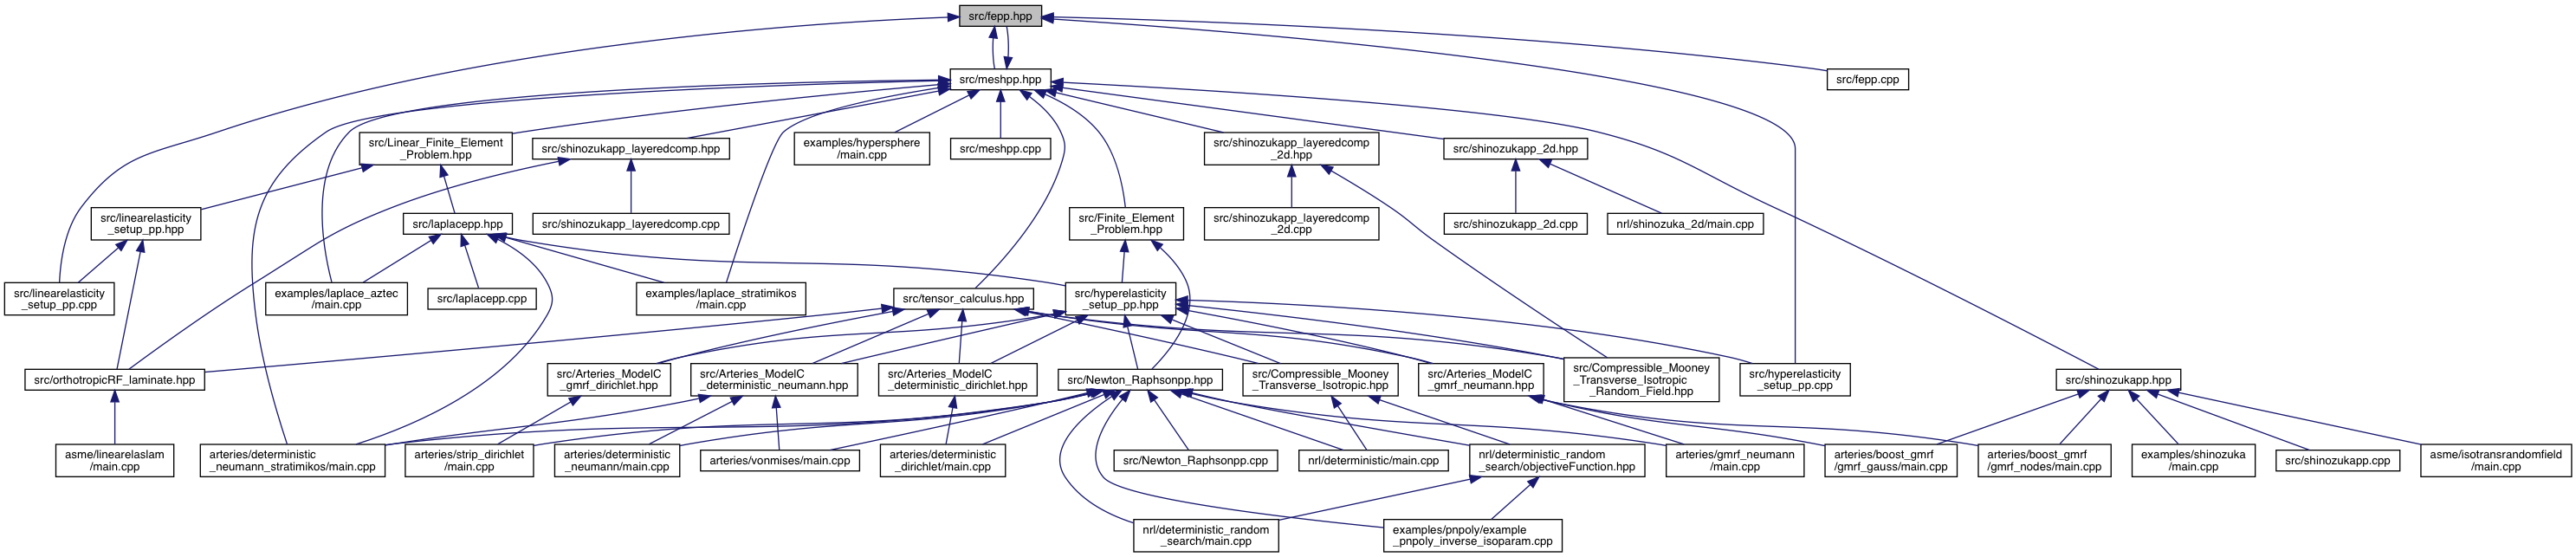 src/fepp.hpp
src/meshpp.hpp
src/fepp.cpp
src/Linear_Finite_Element
_Problem.hpp
src/shinozukapp_layeredcomp.hpp
examples/hypersphere
/main.cpp
src/meshpp.cpp
src/shinozukapp_layeredcomp
_2d.hpp
src/shinozukapp_2d.hpp
src/linearelasticity
_setup_pp.hpp
src/laplacepp.hpp
src/shinozukapp_layeredcomp.cpp
src/Finite_Element
_Problem.hpp
src/shinozukapp_layeredcomp
_2d.cpp
src/shinozukapp_2d.cpp
nrl/shinozuka_2d/main.cpp
src/linearelasticity
_setup_pp.cpp
examples/laplace_aztec
/main.cpp
src/laplacepp.cpp
examples/laplace_stratimikos
/main.cpp
src/tensor_calculus.hpp
src/hyperelasticity
_setup_pp.hpp
src/orthotropicRF_laminate.hpp
src/Arteries_ModelC
_gmrf_dirichlet.hpp
src/Arteries_ModelC
_deterministic_neumann.hpp
src/Arteries_ModelC
_deterministic_dirichlet.hpp
src/Newton_Raphsonpp.hpp
src/Compressible_Mooney
_Transverse_Isotropic.hpp
src/Arteries_ModelC
_gmrf_neumann.hpp
src/Compressible_Mooney
_Transverse_Isotropic
_Random_Field.hpp
src/hyperelasticity
_setup_pp.cpp
src/shinozukapp.hpp
asme/linearelaslam
/main.cpp
arteries/deterministic
_neumann_stratimikos/main.cpp
arteries/strip_dirichlet
/main.cpp
arteries/deterministic
_neumann/main.cpp
arteries/vonmises/main.cpp
arteries/deterministic
_dirichlet/main.cpp
src/Newton_Raphsonpp.cpp
nrl/deterministic/main.cpp
nrl/deterministic_random
_search/objectiveFunction.hpp
arteries/gmrf_neumann
/main.cpp
arteries/boost_gmrf
/gmrf_gauss/main.cpp
arteries/boost_gmrf
/gmrf_nodes/main.cpp
examples/shinozuka
/main.cpp
src/shinozukapp.cpp
asme/isotransrandomfield
/main.cpp
nrl/deterministic_random
_search/main.cpp
examples/pnpoly/example
_pnpoly_inverse_isoparam.cpp